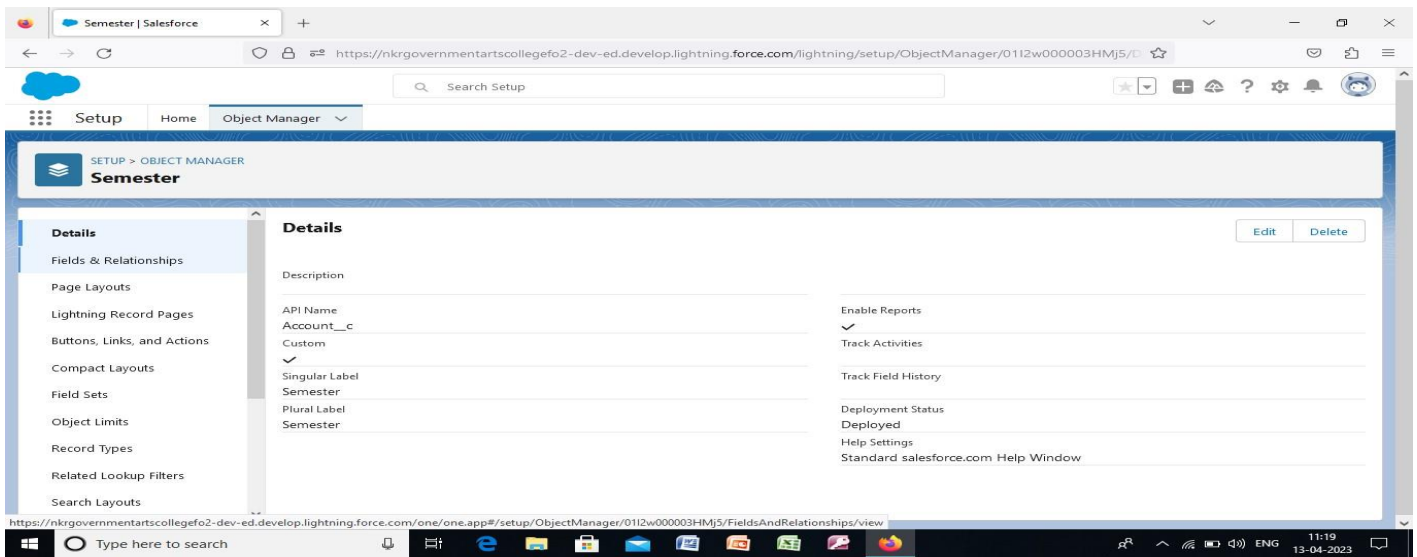 Semester | Salesforce
https://nkrgovernmentartscollegefo2-dev-ed.develop.lightning.force.com/lightning/setup/ObjectManager/01I2w000003HMj5/D
Search Setup
Setup Home Object Manager
SETUP > OBJECT MANAGER
Semester
Details
Fields & Relationships
Page Layouts
Lightning Record Pages
Buttons, Links, and Actions
Compact Layouts
Field Sets
Object Limits
Record Types
Related Lookup Filters
Search Layouts
Details
Edit Delete
Description
API Name
Account__c
Custom
Singular Label
Semester
Plural Label
Semester
Enable Reports
Track Activities
Track Field History
Deployment Status
Deployed
Help Settings
Standard salesforce.com Help Window
https://nkrgovernmentartscollegefo2-dev-ed.develop.lightning.force.com/one/one.app#/setup/ObjectManager/01I2w000003HMj5/FieldsAndRelationships/view
Type here to search
ENG
11:19
13-04-2023